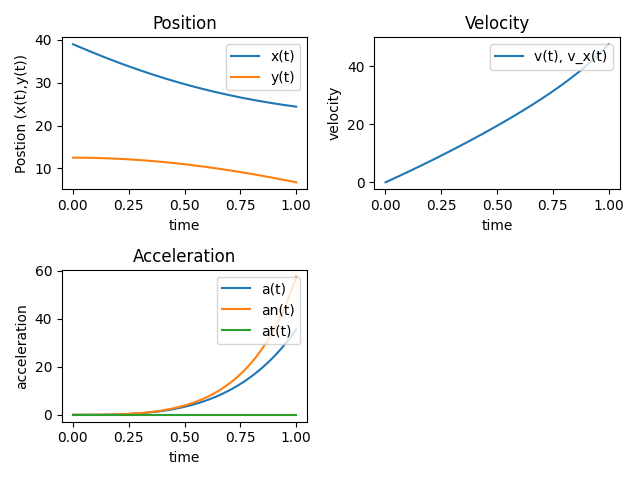 Position
Postion (x(t),y(t))
40
30
20
10
x(t)
y(t)
0.00 0.25 0.50 0.75 1.00
time
Velocity
velocity
40
20
0
v(t), v_x(t)
0.00 0.25 0.50 0.75 1.00
time
Acceleration
acceleration
60
40
20
0
a(t)
an(t)
at(t)
0.00 0.25 0.50 0.75 1.00
time